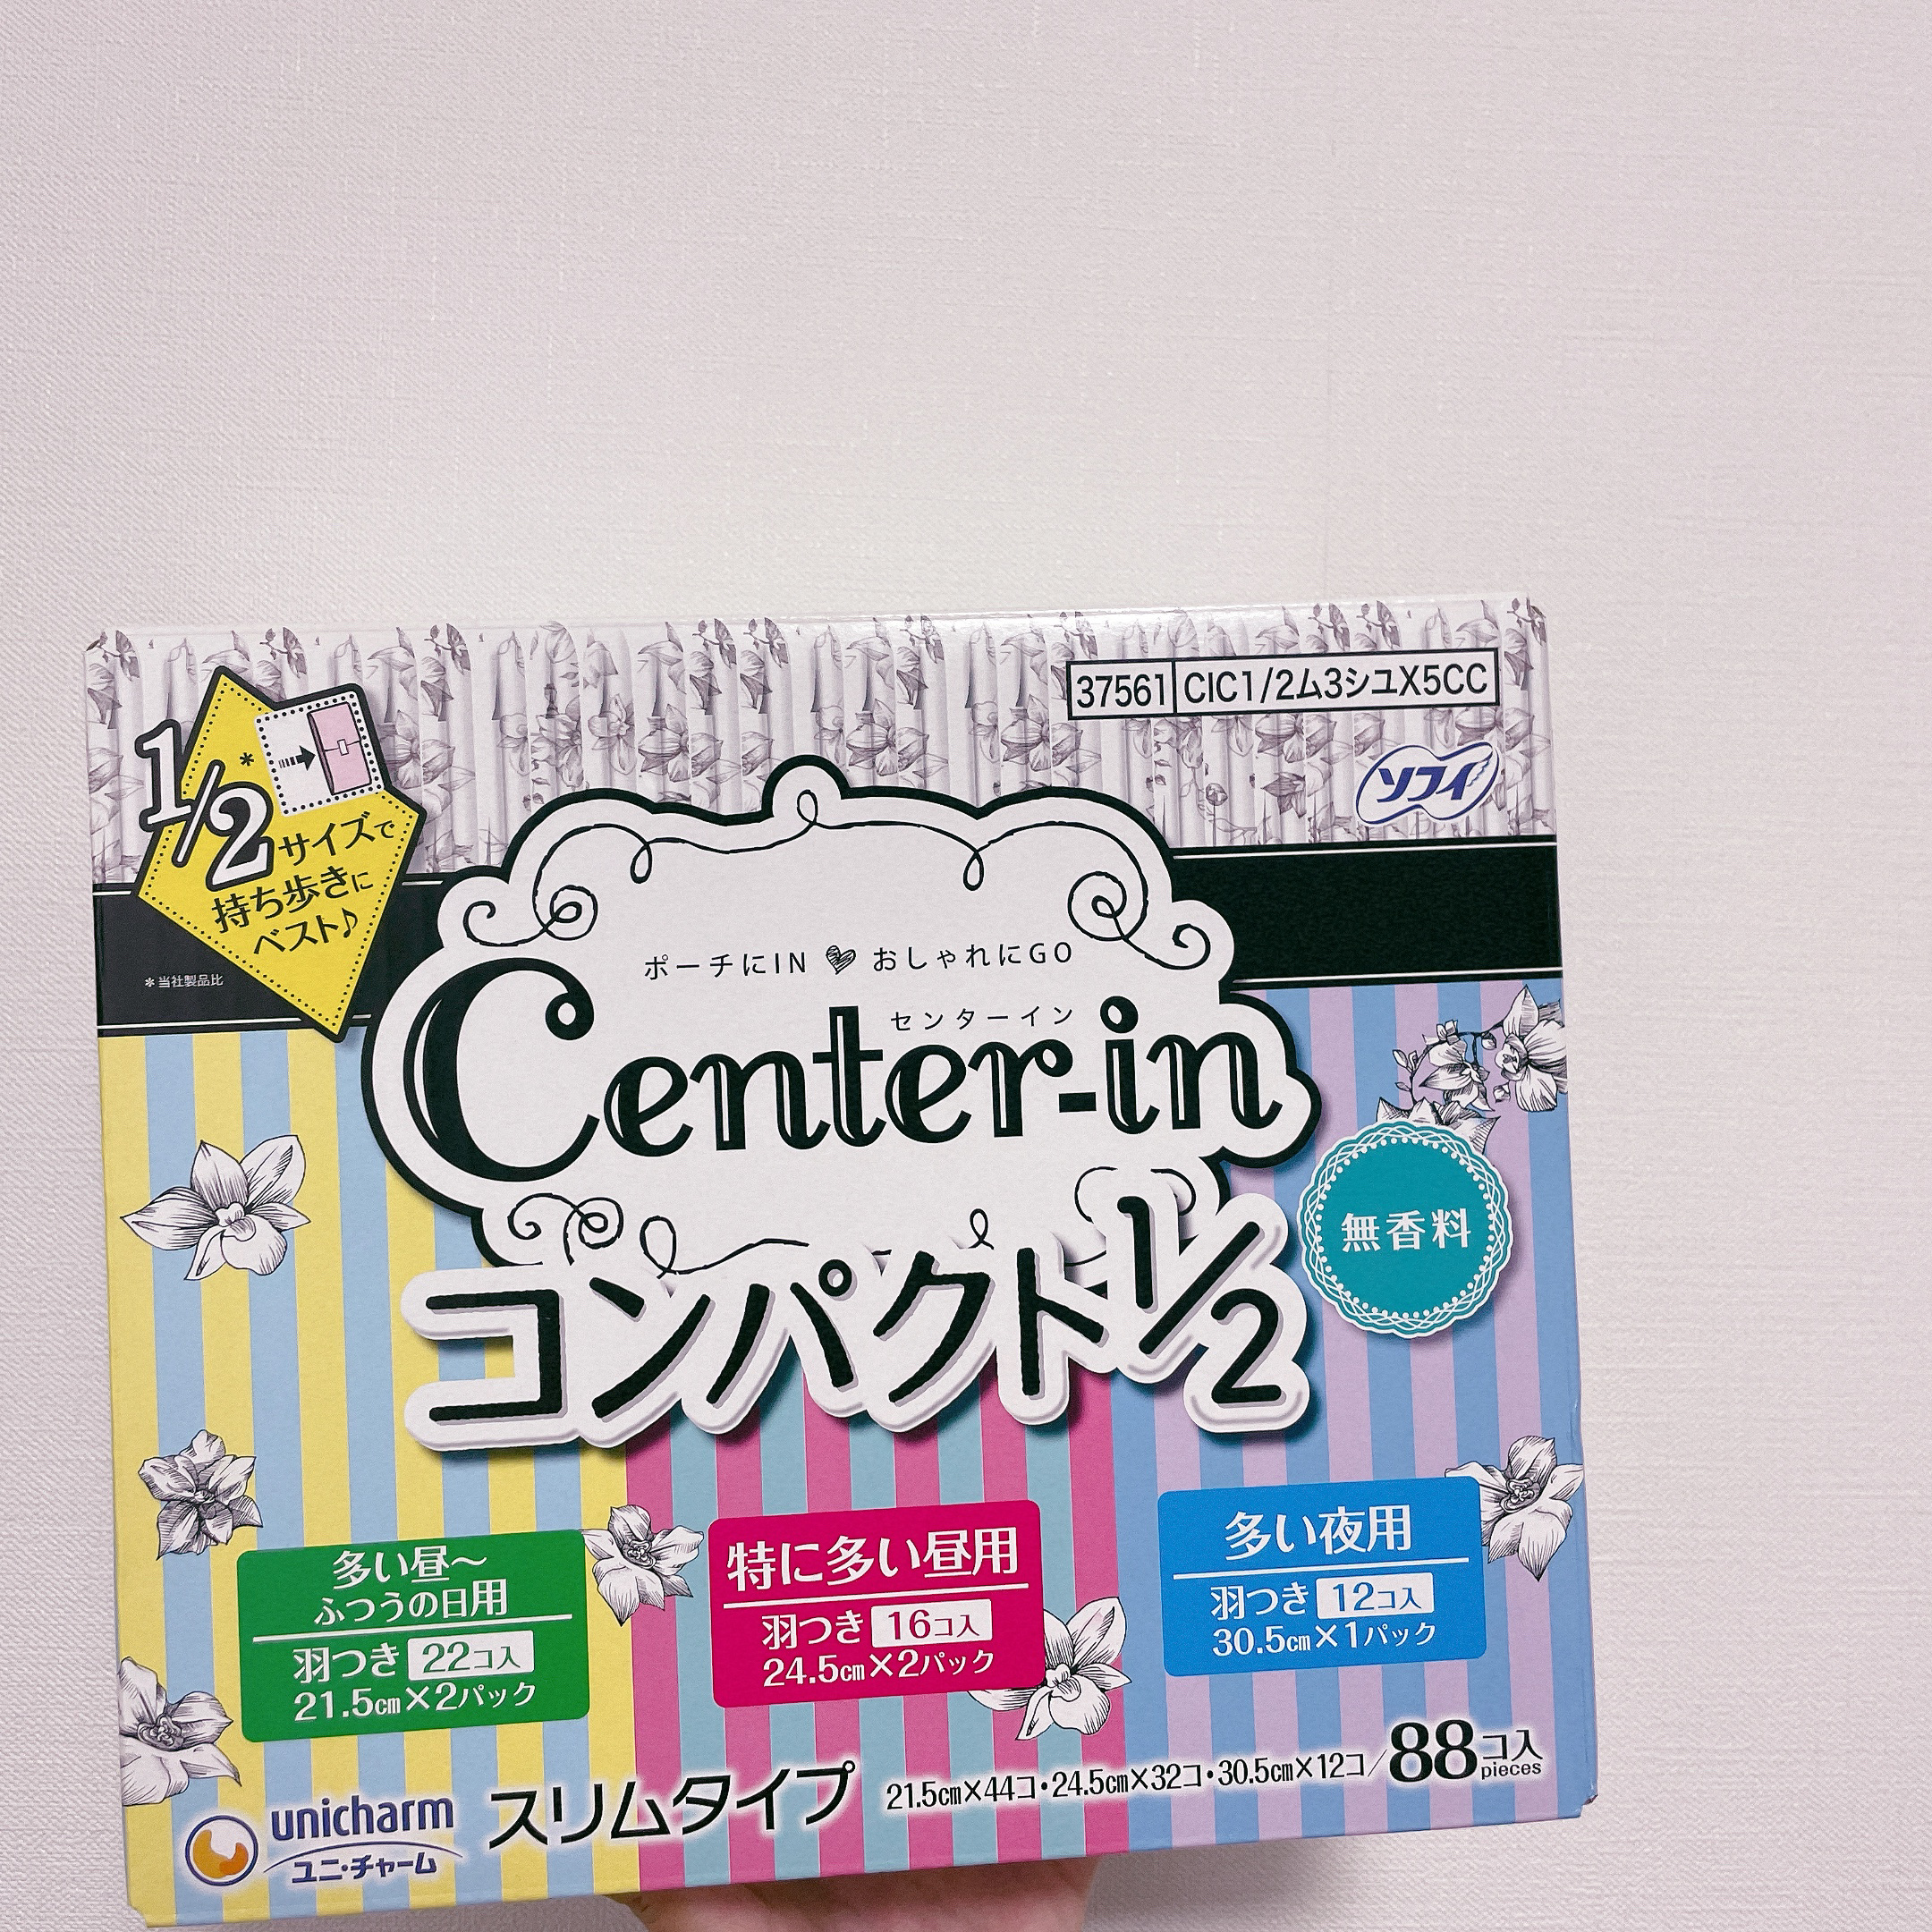 37561 CIC1/2ム3シユX5CC
ソフィ
1/2*サイズで
持ち歩きに
ベスト♪
*当社製品比
ポーチにIN ♥ おしゃれにGO
センターイン
Center-in
コンパクト1/2
無香料
多い昼～
ふつうの日用
羽つき 22コ入
21.5cm×2パック
特に多い昼用
羽つき 16コ入
24.5cm×2パック
多い夜用
羽つき 12コ入
30.5cm×1パック
unicharm
ユニ・チャーム
スリムタイプ
21.5cm×44コ・24.5cm×32コ・30.5cm×12コ/88コ入
pieces